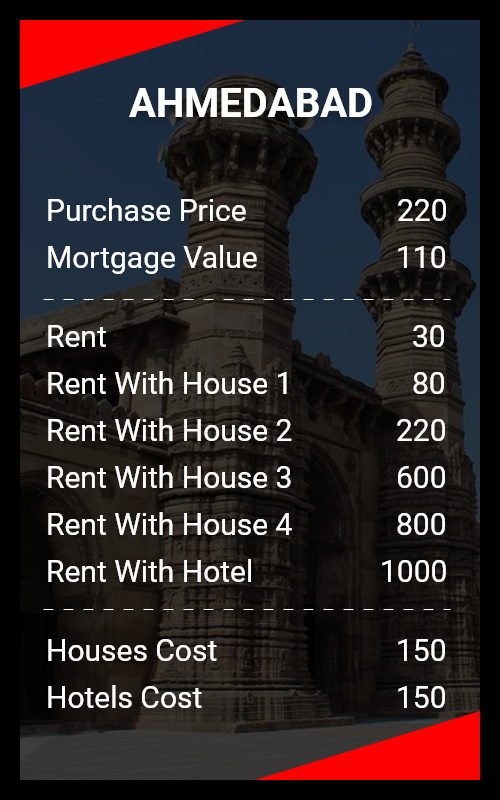 AHMEDABAD
Purchase Price 220
Mortgage Value 110
Rent 30
Rent With House 1 80
Rent With House 2 220
Rent With House 3 600
Rent With House 4 800
Rent With Hotel 1000
Houses Cost 150
Hotels Cost 150